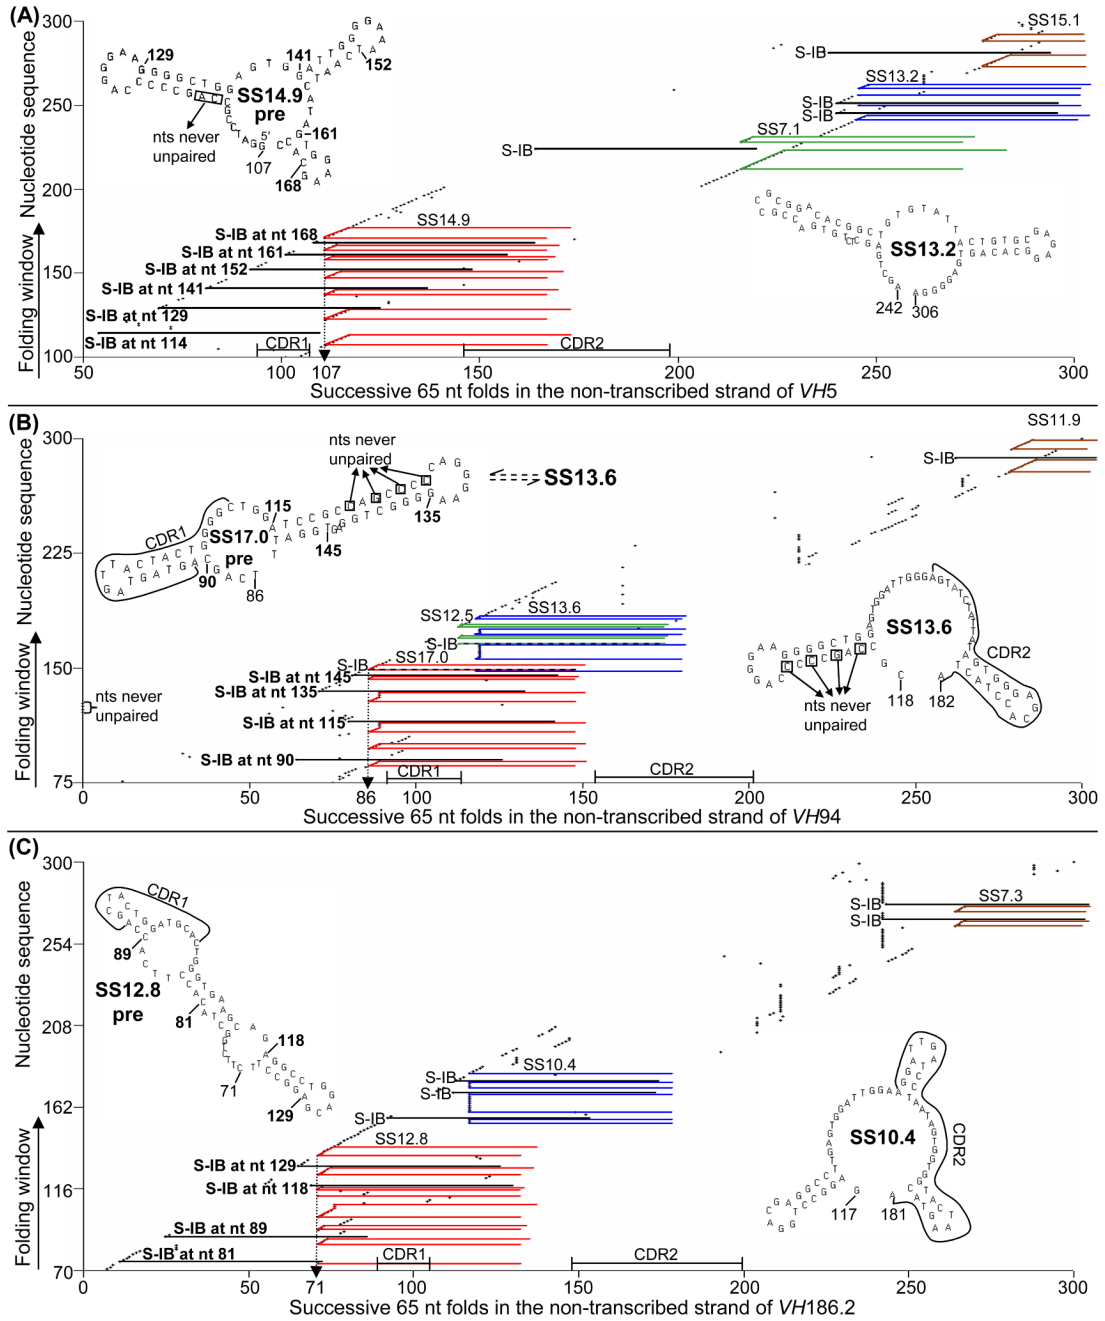 (A)
300
250
200
150
100
Nucleotide sequence
Folding window
129
141
152
SS14.9
pre
nts never
unpaired
5'
107
161
168
SS15.1
S-IB
SS13.2
S-IB
S-IB
SS7.1
S-IB
SS14.9
S-IB at nt 168
S-IB at nt 161
S-IB at nt 152
S-IB at nt 141
S-IB at nt 129
S-IB at nt 114
SS13.2
242
306
CDR1
CDR2
50
100
107
150
200
250
300
Successive 65 nt folds in the non-transcribed strand of VH5
(B)
300
225
150
75
Nucleotide sequence
Folding window
nts never
unpaired
SS13.6
SS11.9
S-IB
CDR1
115
SS17.0
pre
90
86
145
135
SS12.5
SS13.6
S-IB
S-IB
SS17.0
S-IB at nt 145
S-IB at nt 135
S-IB at nt 115
S-IB at nt 90
nts never
unpaired
SS13.6
CDR2
118
182
nts never
unpaired
CDR1
CDR2
0
50
86
100
150
200
250
300
Successive 65 nt folds in the non-transcribed strand of VH94
(C)
300
254
208
162
116
70
Nucleotide sequence
Folding window
CDR1
89
SS12.8
pre
81
71
118
129
S-IB
SS7.3
S-IB
SS10.4
S-IB
S-IB
S-IB
SS12.8
S-IB at nt 129
S-IB at nt 118
S-IB at nt 89
S-IB at nt 81
SS10.4
CDR2
117
181
CDR1
CDR2
0
50
71
100
150
200
250
300
Successive 65 nt folds in the non-transcribed strand of VH186.2